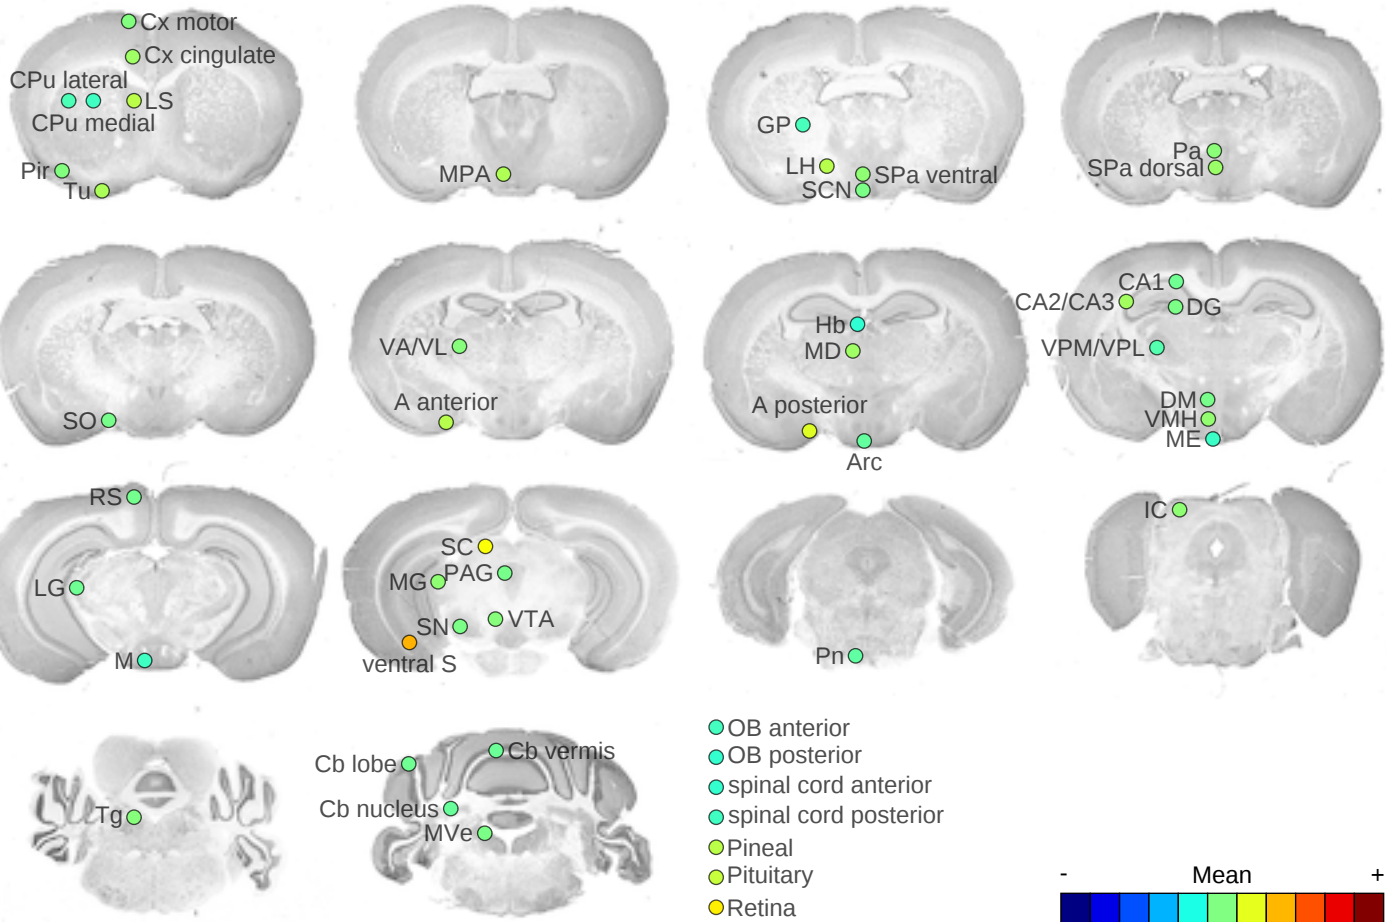 Cx motor
Cx cingulate
CPu lateral
LS
CPu medial
Pir
Tu
MPA
GP
LH
SPa ventral
SCN
Pa
SPa dorsal
SO
VA/VL
A anterior
Hb
MD
A posterior
Arc
CA1
CA2/CA3
DG
VPM/VPL
DM
VMH
ME
RS
LG
M
SC
MG
PAG
SN
VTA
ventral S
Pn
IC
Tg
Cb lobe
Cb vermis
Cb nucleus
MVe
OB anterior
OB posterior
spinal cord anterior
spinal cord posterior
Pineal
Pituitary
Retina
- Mean +